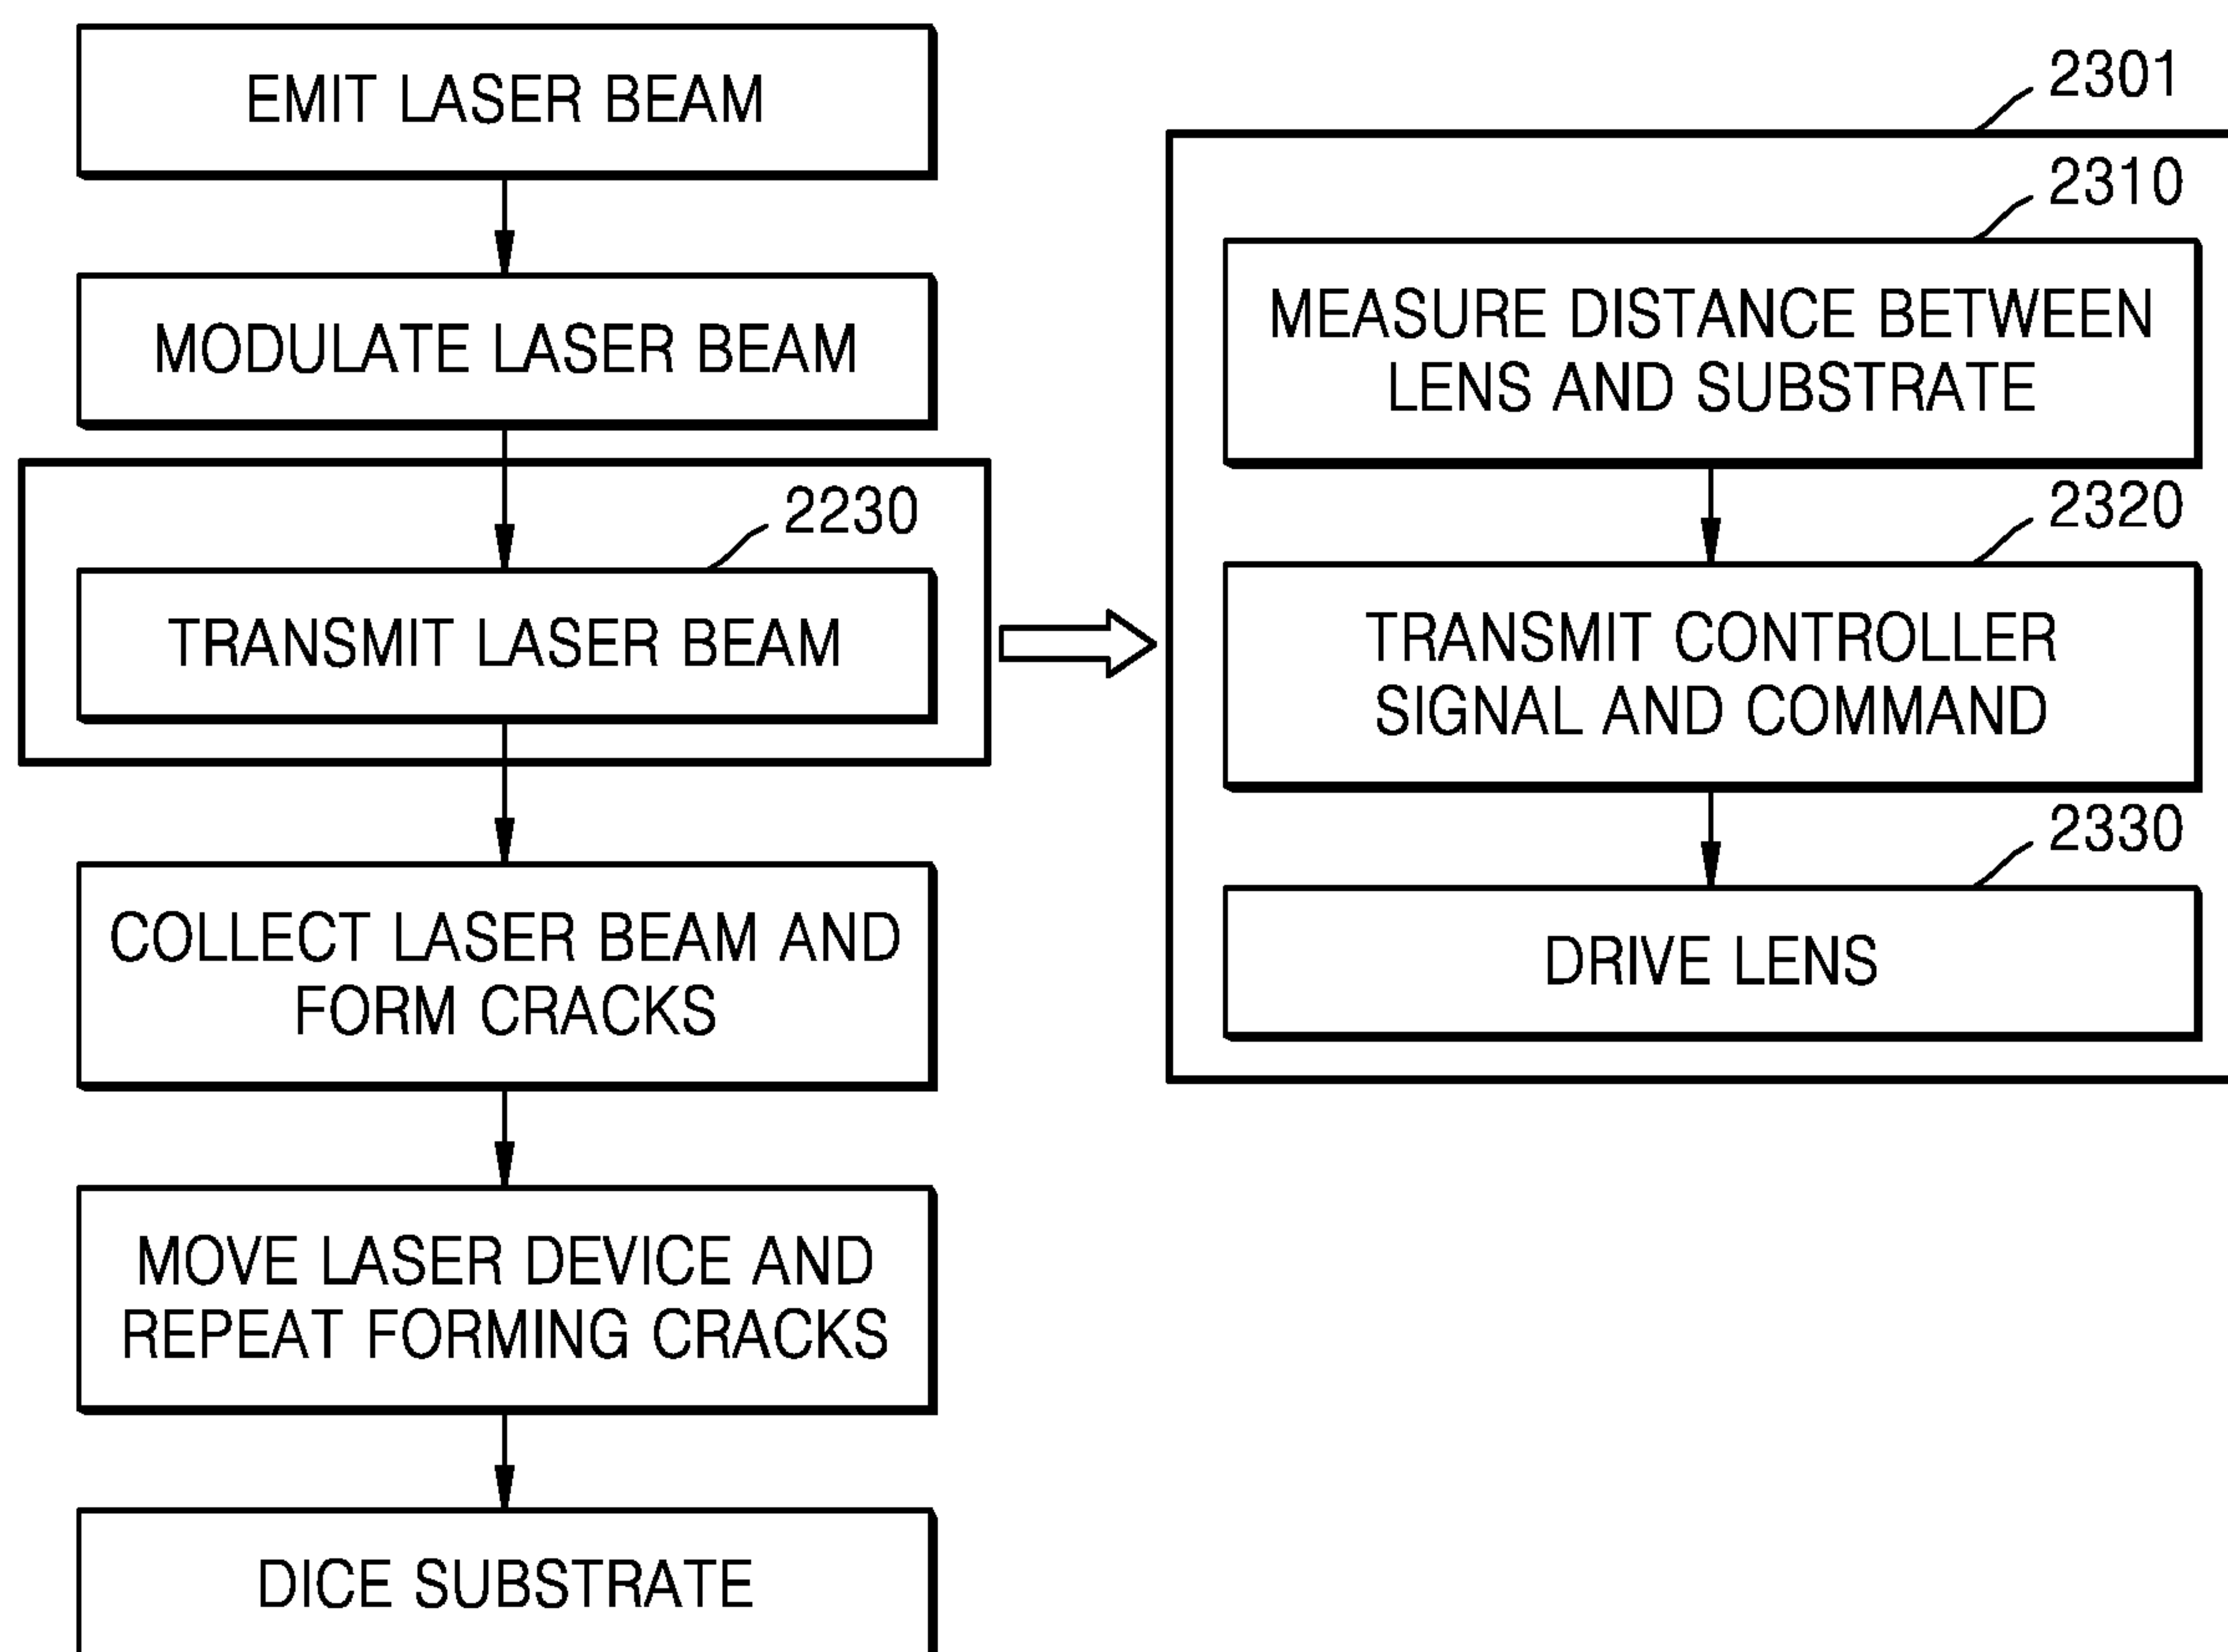 EMIT LASER BEAM
MODULATE LASER BEAM
2230
TRANSMIT LASER BEAM
COLLECT LASER BEAM AND
FORM CRACKS
MOVE LASER DEVICE AND
REPEAT FORMING CRACKS
DICE SUBSTRATE
2301
2310
MEASURE DISTANCE BETWEEN
LENS AND SUBSTRATE
2320
TRANSMIT CONTROLLER
SIGNAL AND COMMAND
2330
DRIVE LENS